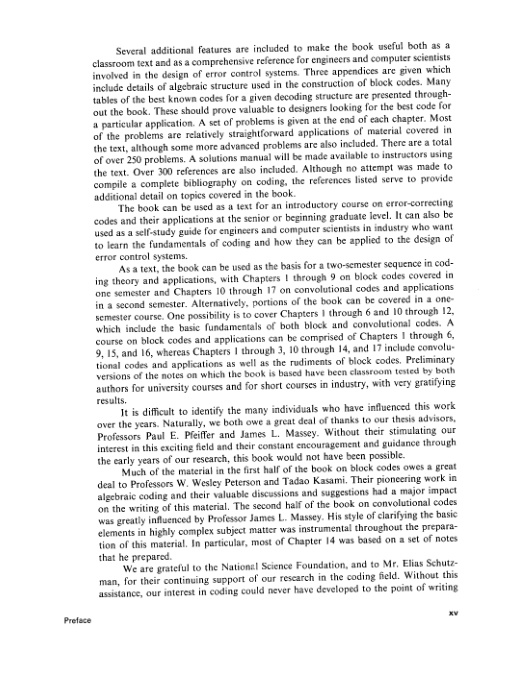 Several additional features are included to make the book useful both as a
classroom text and as a comprehensive reference for engineers and computer scientists
involved in the design of error control systems. Three appendices are given which
include details of algebraic structure used in the construction of block codes. Many
tables of the best known codes for a given decoding structure are presented through-
out the book. These should prove valuable to designers looking for the best code for
a particular application. A set of problems is given at the end of each chapter. Most
of the problems are relatively straightforward applications of material covered in
the text, although some more advanced problems are also included. There are a total
of over 250 problems. A solutions manual will be made available to instructors using
the text. Over 300 references are also included. Although no attempt was made to
compile a complete bibliography on coding, the references listed serve to provide
additional detail on topics covered in the book.
The book can be used as a text for an introductory course on error-correcting
codes and their applications at the senior or beginning graduate level. It can also be
used as a self-study guide for engineers and computer scientists in industry who want
to learn the fundamentals of coding and how they can be applied to the design of
error control systems.
As a text, the book can be used as the basis for a two-semester sequence in cod-
ing theory and applications, with Chapters 1 through 9 on block codes covered in
one semester and Chapters 10 through 17 on convolutional codes and applications
in a second semester. Alternatively, portions of the book can be covered in a one-
semester course. One possibility is to cover Chapters 1 through 6 and 10 through 12,
which include the basic fundamentals of both block and convolutional codes. A
course on block codes and applications can be comprised of Chapters 1 through 6,
9, 15, and 16, whereas Chapters 1 through 3, 10 through 14, and 17 include convolu-
tional codes and applications as well as the rudiments of block codes. Preliminary
versions of the notes on which the book is based have been classroom tested by both
authors for university courses and for short courses in industry, with very gratifying
results.
It is difficult to identify the many individuals who have influenced this work
over the years. Naturally, we both owe a great deal of thanks to our thesis advisors,
Professors Paul E. Pfeiffer and James L. Massey. Without their stimulating our
interest in this exciting field and their constant encouragement and guidance through
the early years of our research, this book would not have been possible.
Much of the material in the first half of the book on block codes owes a great
deal to Professors W. Wesley Peterson and Tadao Kasami. Their pioneering work in
algebraic coding and their valuable discussions and suggestions had a major impact
on the writing of this material. The second half of the book on convolutional codes
was greatly influenced by Professor James L. Massey. His style of clarifying the basic
elements in highly complex subject matter was instrumental throughout the prepara-
tion of this material. In particular, most of Chapter 14 was based on a set of notes
that he prepared.
We are grateful to the National Science Foundation, and to Mr. Elias Schutz-
man, for their continuing support of our research in the coding field. Without this
assistance, our interest in coding could never have developed to the point of writing
Preface
xv